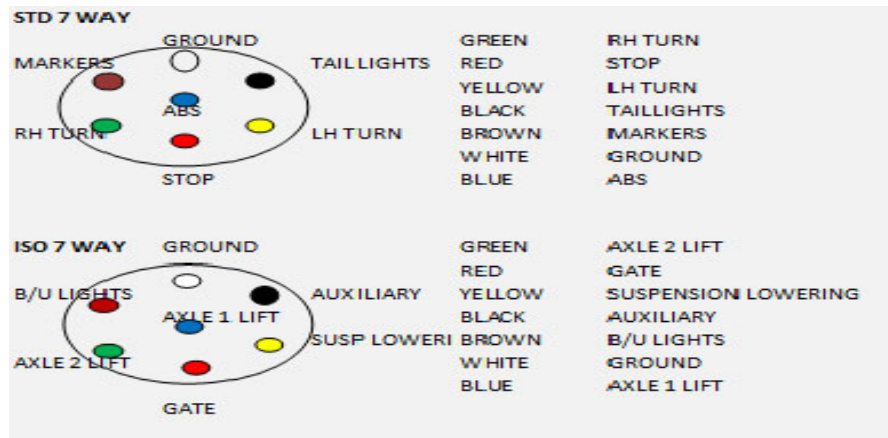 STD 7 WAY
GROUND GREEN RH TURN
MARKERS TAILLIGHTS RED STOP
YELLOW LH TURN
ABS BLACK TAILLIGHTS
RH TURN LH TURN BROWN MARKERS
WHITE GROUND
STOP BLUE ABS
ISO 7 WAY GROUND GREEN AXLE 2 LIFT
RED GATE
B/U LIGHTS AUXILIARY YELLOW SUSPENSION LOWERING
AXLE 1 LIFT BLACK AUXILIARY
SUSP LOWERI BROWN B/U LIGHTS
AXLE 2 LIFT WHITE GROUND
BLUE AXLE 1 LIFT
GATE